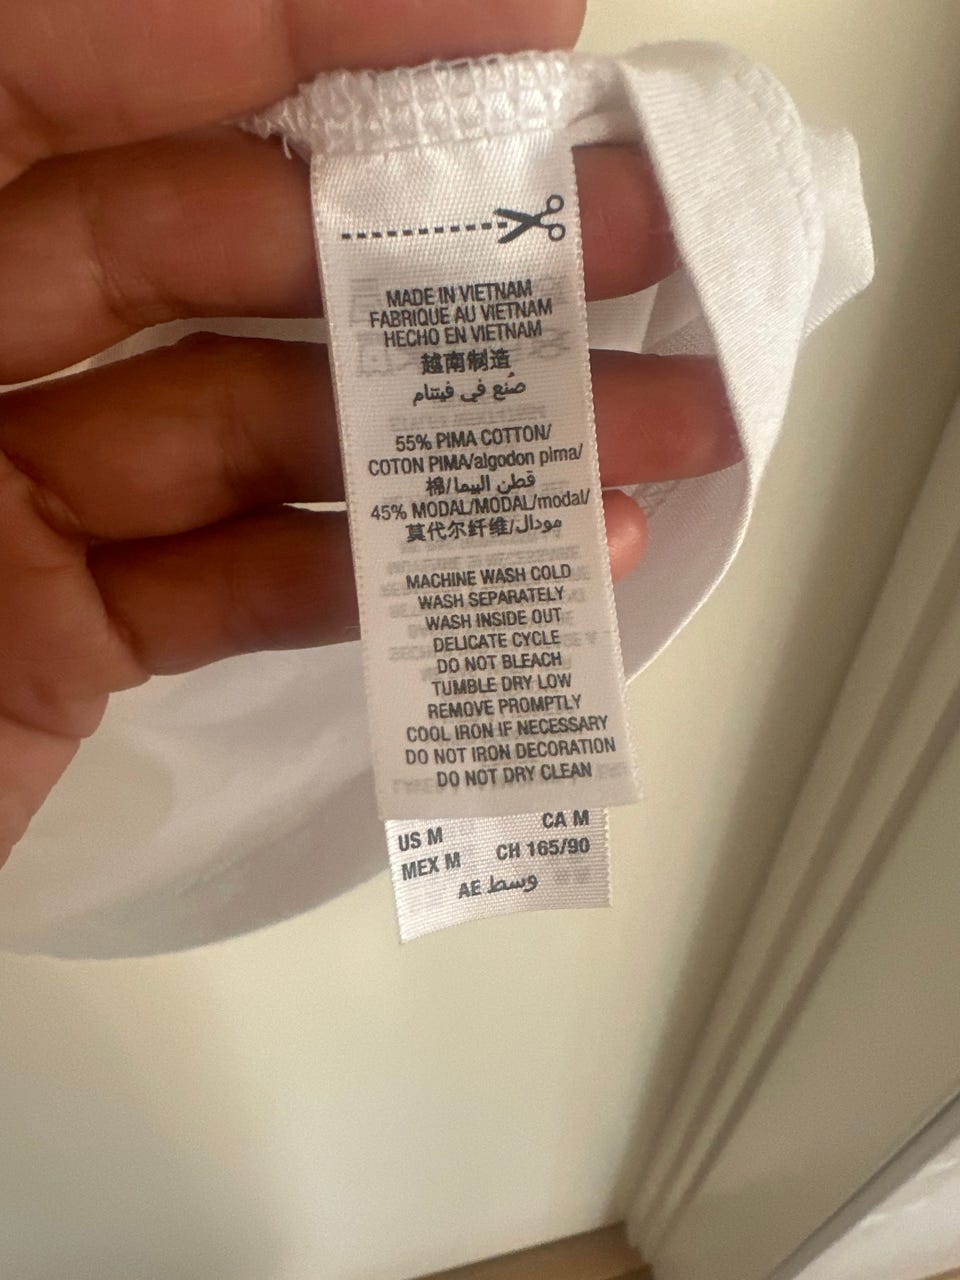 MADE IN VIETNAM
FABRIQUE AU VIETNAM
HECHO EN VIETNAM
越南制造
صُنع في فيتنام
55% PIMA COTTON/
COTON PIMA/algodon pima/
棉/قطن البيما
45% MODAL/MODAL/modal/
莫代尔纤维/مودال
MACHINE WASH COLD
WASH SEPARATELY
WASH INSIDE OUT
DELICATE CYCLE
DO NOT BLEACH
TUMBLE DRY LOW
REMOVE PROMPTLY
COOL IRON IF NECESSARY
DO NOT IRON DECORATION
DO NOT DRY CLEAN
US M CA M
MEX M CH 165/90
AE وسط